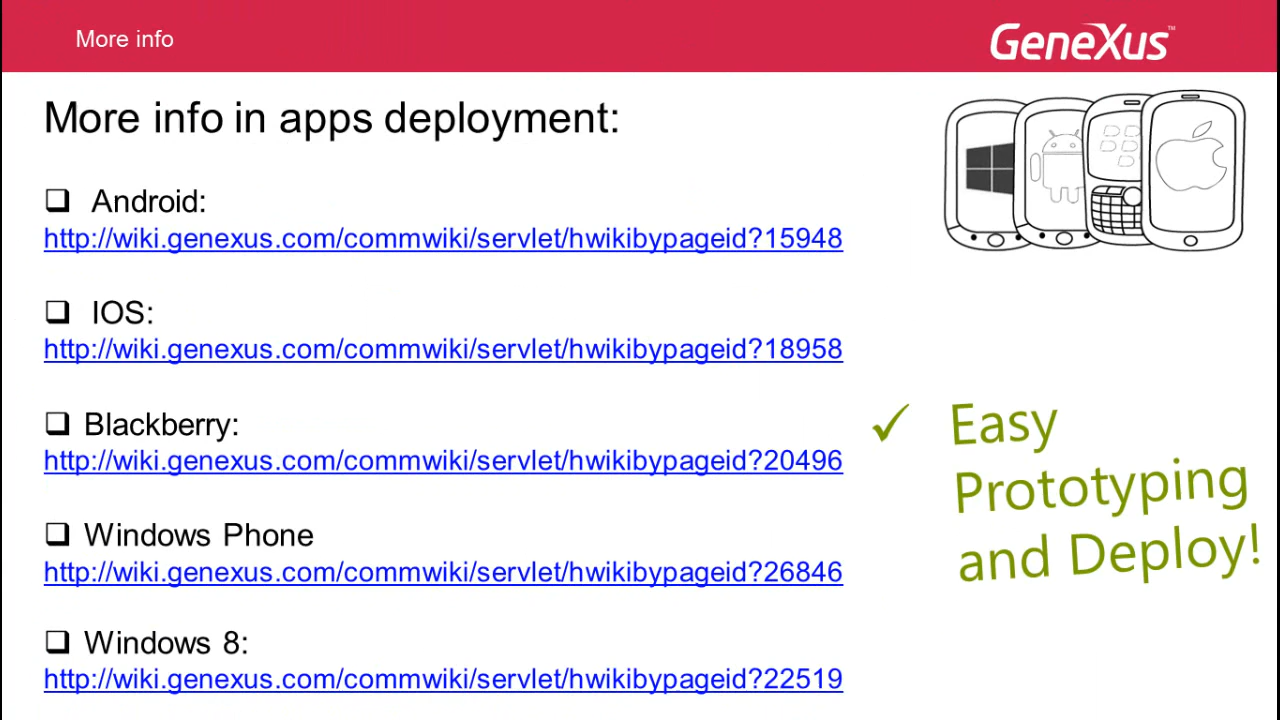 More info
GeneXus™
More info in apps deployment:
❑ Android:
http://wiki.genexus.com/commwiki/servlet/hwikibypageid?15948
❑ IOS:
http://wiki.genexus.com/commwiki/servlet/hwikibypageid?18958
❑ Blackberry:
http://wiki.genexus.com/commwiki/servlet/hwikibypageid?20496
❑ Windows Phone
http://wiki.genexus.com/commwiki/servlet/hwikibypageid?26846
❑ Windows 8:
http://wiki.genexus.com/commwiki/servlet/hwikibypageid?22519
✓ Easy
Prototyping
and Deploy!